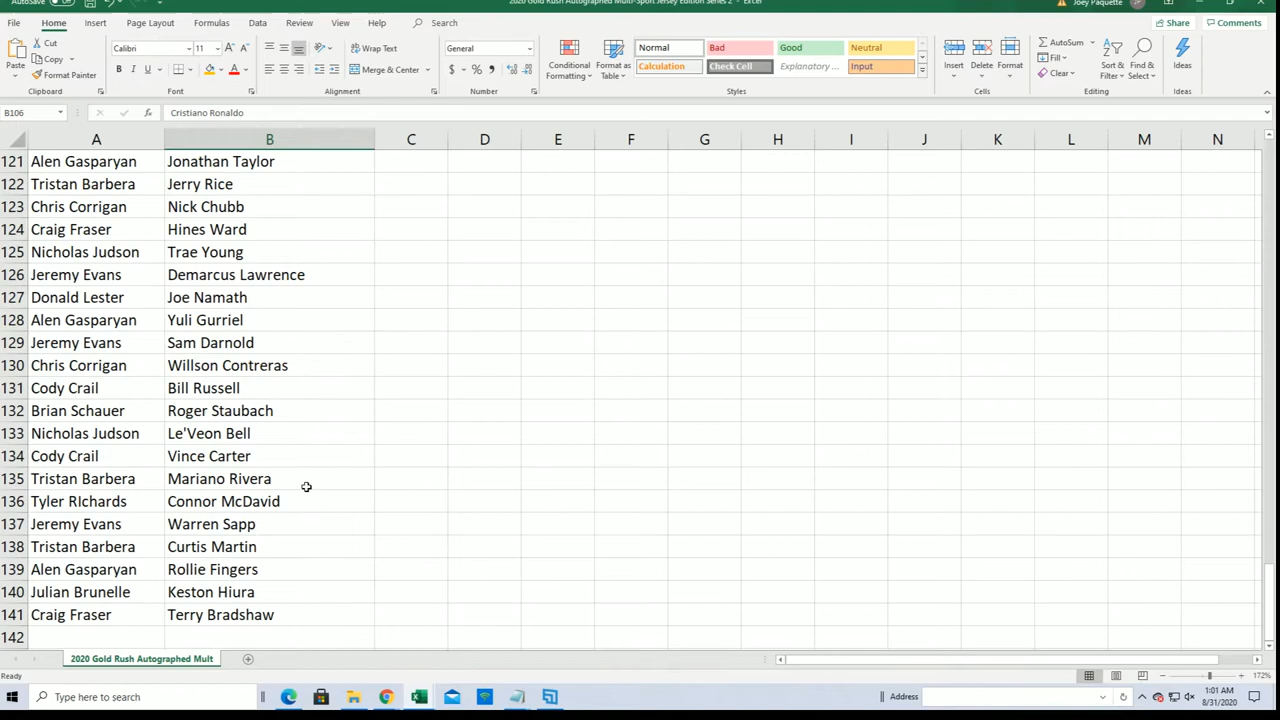 AutoSave Off 2020 Gold Rush Autographed Multi-Sport Jersey Edition Series 2 - Excel Joey Paquette JP
File Home Insert Page Layout Formulas Data Review View Help Search Share Comments
Paste Cut Copy Format Painter Calibri 11 Wrap Text Merge & Center General Conditional Formatting Format as Table Normal Bad Good Neutral Calculation Check Cell Explanatory ... Input Insert Delete Format AutoSum Fill Clear Sort & Filter Find & Select Ideas
Clipboard Font Alignment Number Styles Cells Editing Ideas
B106 fx Cristiano Ronaldo
A B C D E F G H I J K L M N
121 Alen Gasparyan Jonathan Taylor
122 Tristan Barbera Jerry Rice
123 Chris Corrigan Nick Chubb
124 Craig Fraser Hines Ward
125 Nicholas Judson Trae Young
126 Jeremy Evans Demarcus Lawrence
127 Donald Lester Joe Namath
128 Alen Gasparyan Yuli Gurriel
129 Jeremy Evans Sam Darnold
130 Chris Corrigan Willson Contreras
131 Cody Crail Bill Russell
132 Brian Schauer Roger Staubach
133 Nicholas Judson Le'Veon Bell
134 Cody Crail Vince Carter
135 Tristan Barbera Mariano Rivera
136 Tyler RIchards Connor McDavid
137 Jeremy Evans Warren Sapp
138 Tristan Barbera Curtis Martin
139 Alen Gasparyan Rollie Fingers
140 Julian Brunelle Keston Hiura
141 Craig Fraser Terry Bradshaw
142
2020 Gold Rush Autographed Mult
Ready 172%
Type here to search Address 1:01 AM
8/31/2020